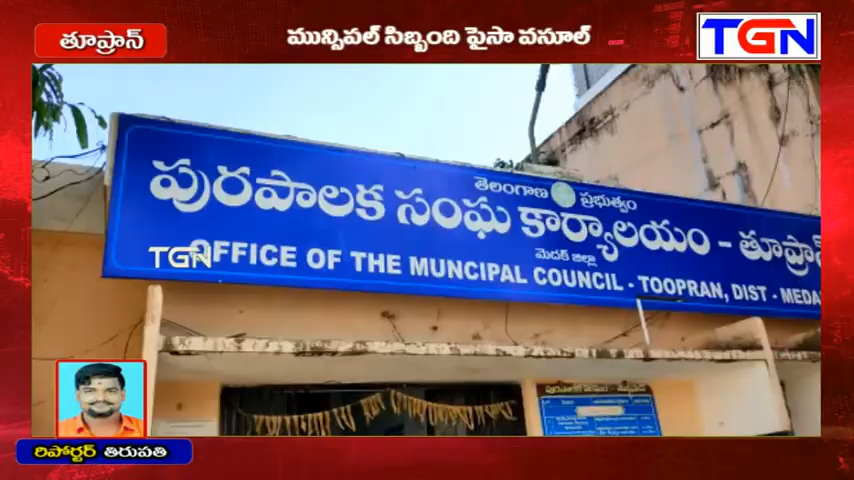 తూప్రాన్
మున్సిపల్ సిబ్బంది పైసా వసూల్
TGN
తెలంగాణ ప్రభుత్వం
పురపాలక సంఘ కార్యాలయం - తూప్రాన్
మెదక్ జిల్లా
OFFICE OF THE MUNCIPAL COUNCIL - TOOPRAN, DIST - MEDA
TGN
రిపోర్టర్ తిరుపతి